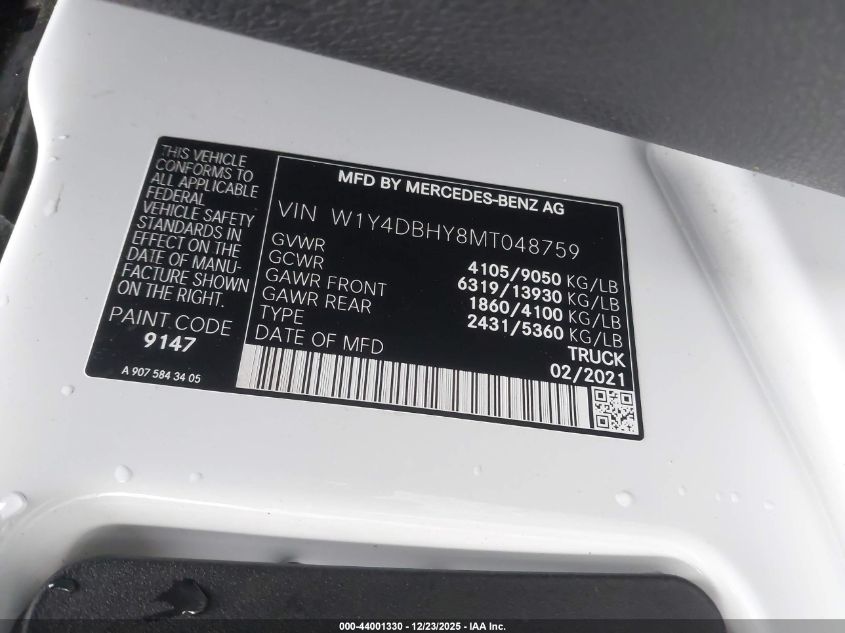 THIS VEHICLE
CONFORMS TO
ALL APPLICABLE
FEDERAL
VEHICLE SAFETY
STANDARDS IN
EFFECT ON THE
DATE OF MANU-
FACTURE SHOWN
ON THE RIGHT.
PAINT CODE
9147
A 907 584 34 05
MFD BY MERCEDES-BENZ AG
VIN W1Y4DBHY8MT048759
GVWR 4105/9050 KG/LB
GCWR 6319/13930 KG/LB
GAWR FRONT 1860/4100 KG/LB
GAWR REAR 2431/5360 KG/LB
TYPE TRUCK
DATE OF MFD 02/2021
000-44001330 - 12/23/2025 - IAA Inc.